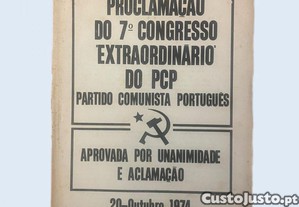 PROCLAMAÇÃO
DO 7º CONGRESSO
EXTRAORDINÁRIO
DO PCP
PARTIDO COMUNISTA PORTUGUÊS
APROVADA POR UNANIMIDADE
E ACLAMAÇÃO
20-Outubro 1974
CustoJusto.pt